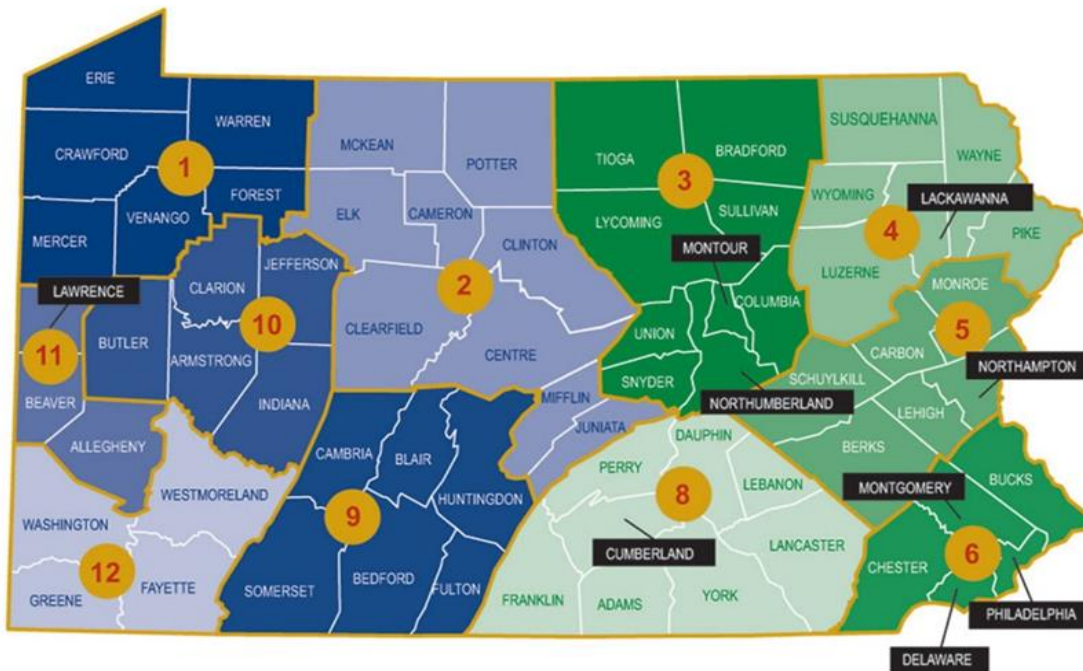 ERIE
WARREN
CRAWFORD
1
FOREST
VENANGO
MERCER
MCKEAN
POTTER
ELK
CAMERON
CLINTON
2
CLEARFIELD
CENTRE
MIFFLIN
JUNIATA
TIOGA
BRADFORD
3
LYCOMING
SULLIVAN
MONTOUR
COLUMBIA
UNION
SNYDER
NORTHUMBERLAND
SUSQUEHANNA
WAYNE
WYOMING
LACKAWANNA
4
PIKE
LUZERNE
MONROE
5
CARBON
NORTHAMPTON
SCHUYLKILL
LEHIGH
BERKS
BUCKS
MONTGOMERY
6
CHESTER
PHILADELPHIA
DELAWARE
DAUPHIN
PERRY
8
LEBANON
CUMBERLAND
LANCASTER
FRANKLIN
ADAMS
YORK
CAMBRIA
BLAIR
HUNTINGDON
9
SOMERSET
BEDFORD
FULTON
JEFFERSON
CLARION
10
BUTLER
ARMSTRONG
INDIANA
LAWRENCE
11
BEAVER
ALLEGHENY
WESTMORELAND
WASHINGTON
12
FAYETTE
GREENE